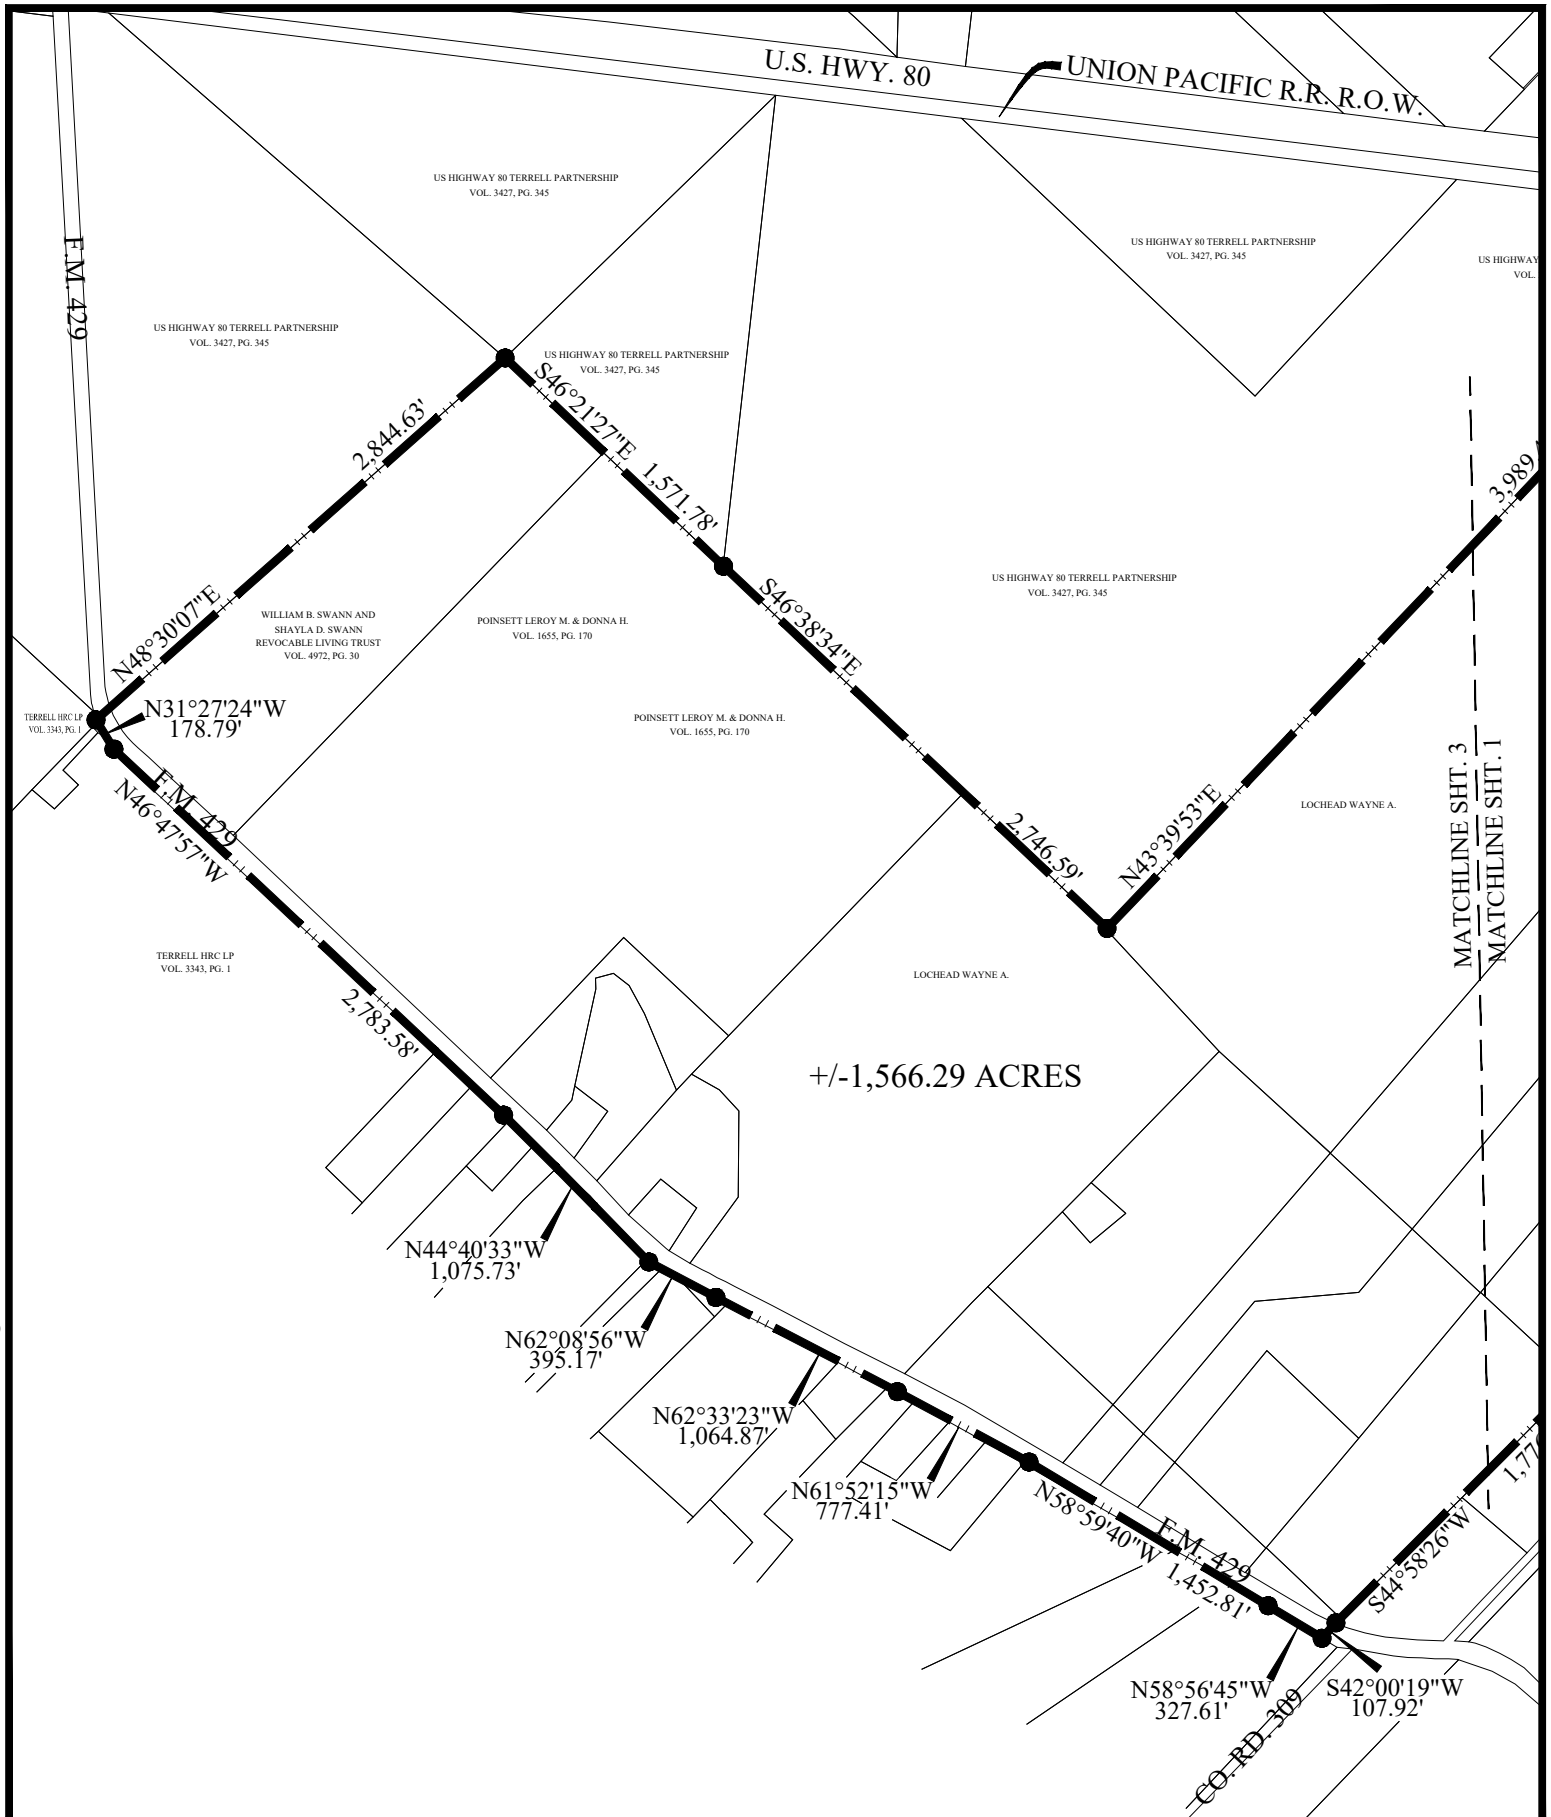 U.S. HWY. 80
UNION PACIFIC R.R. R.O.W.
US HIGHWAY 80 TERRELL PARTNERSHIP
VOL. 3427, PG. 345
US HIGHWAY 80 TERRELL PARTNERSHIP
VOL. 3427, PG. 345
US HIGHWAY
VOL.
F.M. 429
US HIGHWAY 80 TERRELL PARTNERSHIP
VOL. 3427, PG. 345
US HIGHWAY 80 TERRELL PARTNERSHIP
VOL. 3427, PG. 345
S46°21'27"E
1,571.78'
2,844.63'
N48°30'07"E
3,989
US HIGHWAY 80 TERRELL PARTNERSHIP
VOL. 3427, PG. 345
S46°38'34"E
2,746.59'
WILLIAM B. SWANN AND
SHAYLA D. SWANN
REVOCABLE LIVING TRUST
VOL. 4972, PG. 30
POINSETT LEROY M. & DONNA H.
VOL. 1655, PG. 170
POINSETT LEROY M. & DONNA H.
VOL. 1655, PG. 170
TERRELL HRC LP
VOL. 3343, PG. 1
N31°27'24"W
178.79'
F.M. 429
N46°47'57"W
2,783.58'
N43°39'53"E
LOCHEAD WAYNE A.
MATCHLINE SHT. 3
MATCHLINE SHT. 1
TERRELL HRC LP
VOL. 3343, PG. 1
LOCHEAD WAYNE A.
+/-1,566.29 ACRES
N44°40'33"W
1,075.73'
N62°08'56"W
395.17'
N62°33'23"W
1,064.87'
N61°52'15"W
777.41'
N58°59'40"W
1,452.81'
F.M. 429
1,77
S44°58'26"W
N58°56'45"W
327.61'
S42°00'19"W
107.92'
CO. RD. 309